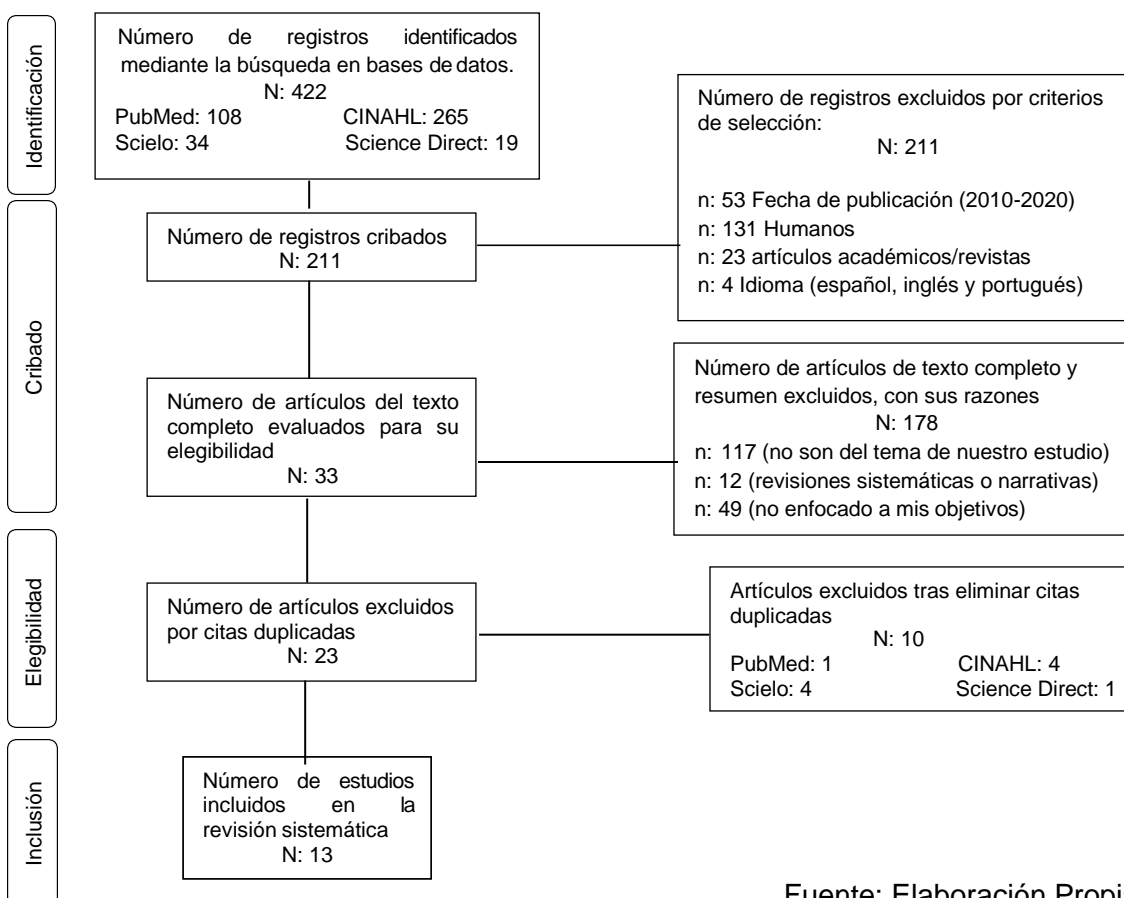 Identificación
Número de registros identificados
mediante la búsqueda en bases de datos.
N: 422
PubMed: 108 CINAHL: 265
Scielo: 34 Science Direct: 19
Número de registros excluidos por criterios
de selección:
N: 211
n: 53 Fecha de publicación (2010-2020)
n: 131 Humanos
n: 23 artículos académicos/revistas
n: 4 Idioma (español, inglés y portugués)
Cribado
Número de registros cribados
N: 211
Número de artículos del texto
completo evaluados para su
elegibilidad
N: 33
Número de artículos de texto completo y
resumen excluidos, con sus razones
N: 178
n: 117 (no son del tema de nuestro estudio)
n: 12 (revisiones sistemáticas o narrativas)
n: 49 (no enfocado a mis objetivos)
Elegibilidad
Número de artículos excluidos
por citas duplicadas
N: 23
Artículos excluidos tras eliminar citas
duplicadas
N: 10
PubMed: 1 CINAHL: 4
Scielo: 4 Science Direct: 1
Inclusión
Número de estudios
incluidos en la
revisión sistemática
N: 13
Fuente: Elaboración Propia